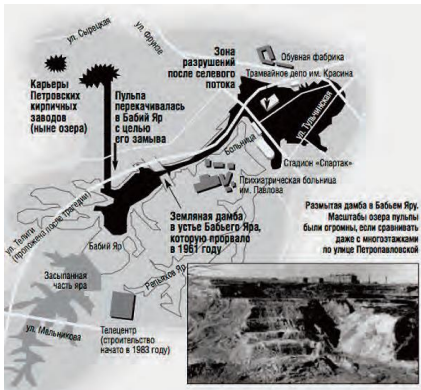 ул. Сырецкая
ул. Фрунзе
Зона
разрушений
после селевого
потока
Обувная фабрика
Трамвайное депо им. Красина
Карьеры
Петровских
кирпичных
заводов
(ныне озера)
Пульпа
перекачивалась
в Бабий Яр
с целью
его замыва
ул. Тульчинская
Больница
Стадион «Спартак»
Психиатрическая больница
им. Павлова
ул. Телиги
(проложена после трагедии)
Бабий Яр
Земляная дамба
в устье Бабьего Яра,
которую прорвало
в 1961 году
Размытая дамба в Бабьем Яру.
Масштабы озера пульпы
были огромны, если сравнивать
даже с многоэтажками
по улице Петропавловской
Засыпанная
часть яра
Репьяхов Яр
ул. Мельникова
Телецентр
(строительство
начато в 1983 году)